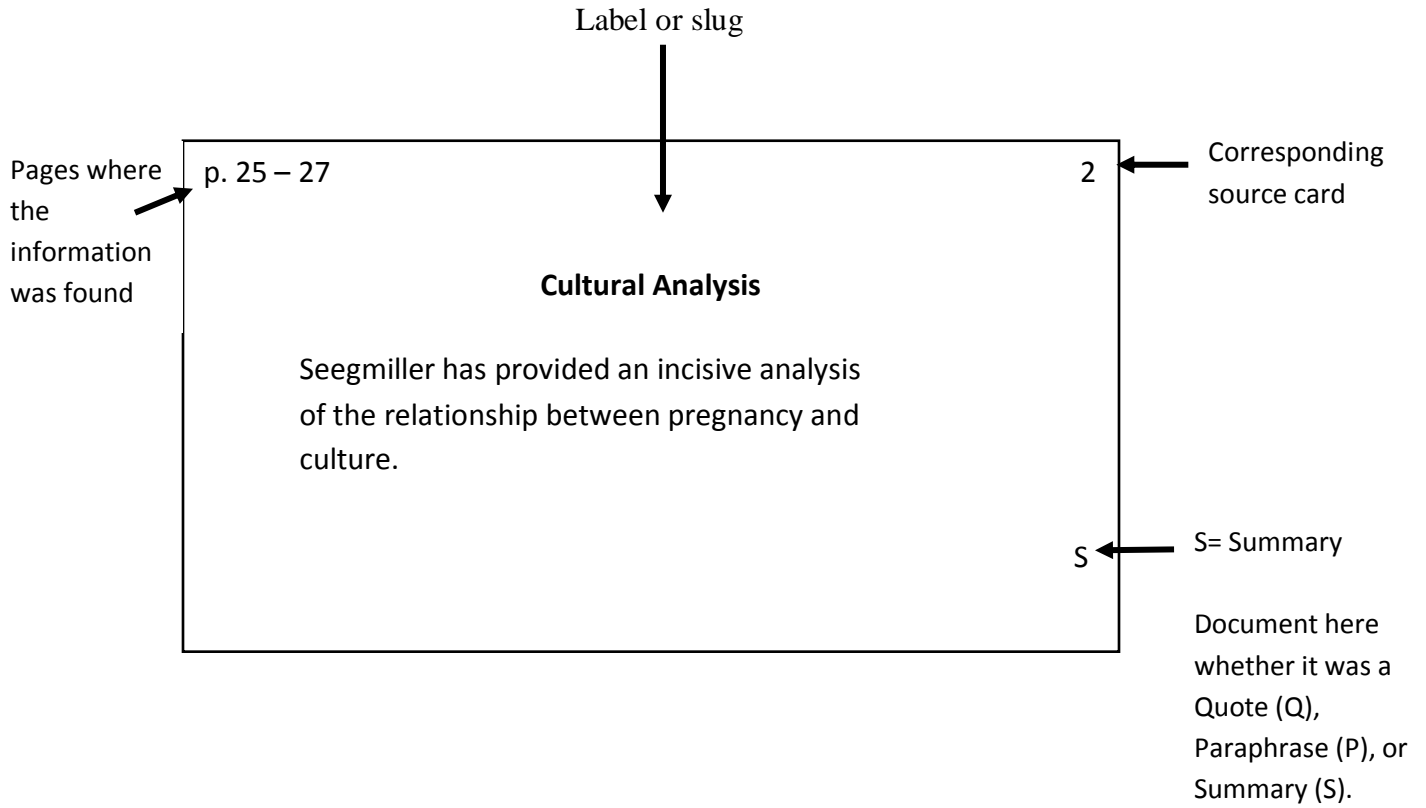 Label or slug
Pages where
the
information
was found
p. 25 – 27
2
Corresponding
source card
Cultural Analysis
Seegmiller has provided an incisive analysis
of the relationship between pregnancy and
culture.
S
S= Summary
Document here
whether it was a
Quote (Q),
Paraphrase (P), or
Summary (S).